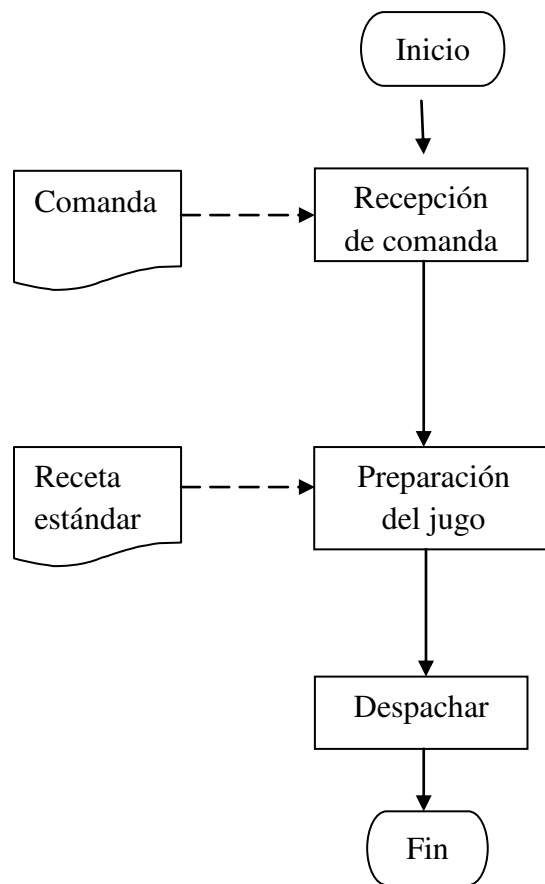 Inicio
Comanda
Recepción
de comanda
Receta
estándar
Preparación
del jugo
Despachar
Fin